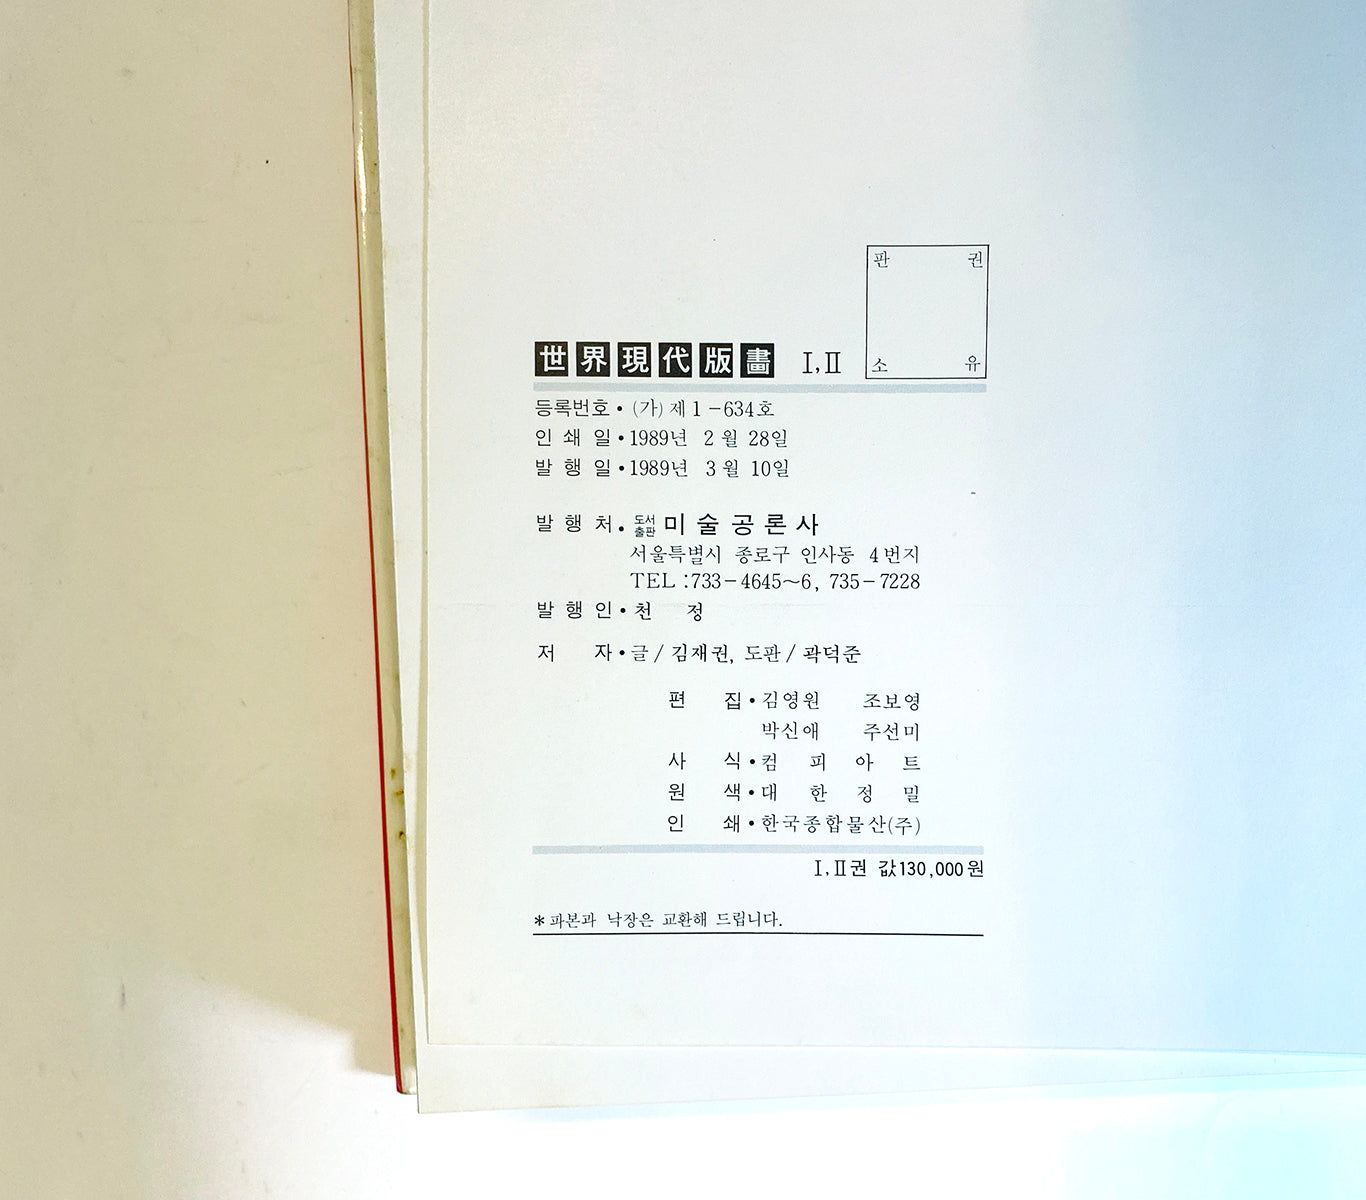 판 권
世界現代版畫 Ⅰ,Ⅱ
소 유
등록번호 • (가) 제 1 -634호
인 쇄 일 • 1989년 2 월 28일
발 행 일 • 1989년 3 월 10일
발 행 처 • 도서출판 미술공론사
서울특별시 종로구 인사동 4번지
TEL :733-4645~6, 735-7228
발 행 인 • 천 정
저 자 • 글 / 김재권, 도판 / 곽덕준
편 집 • 김영원 조보영
박신애 주선미
사 식 • 컴 피 아 트
원 색 • 대 한 정 밀
인 쇄 • 한국종합물산(주)
Ⅰ,Ⅱ권 값130,000원
*파본과 낙장은 교환해 드립니다.